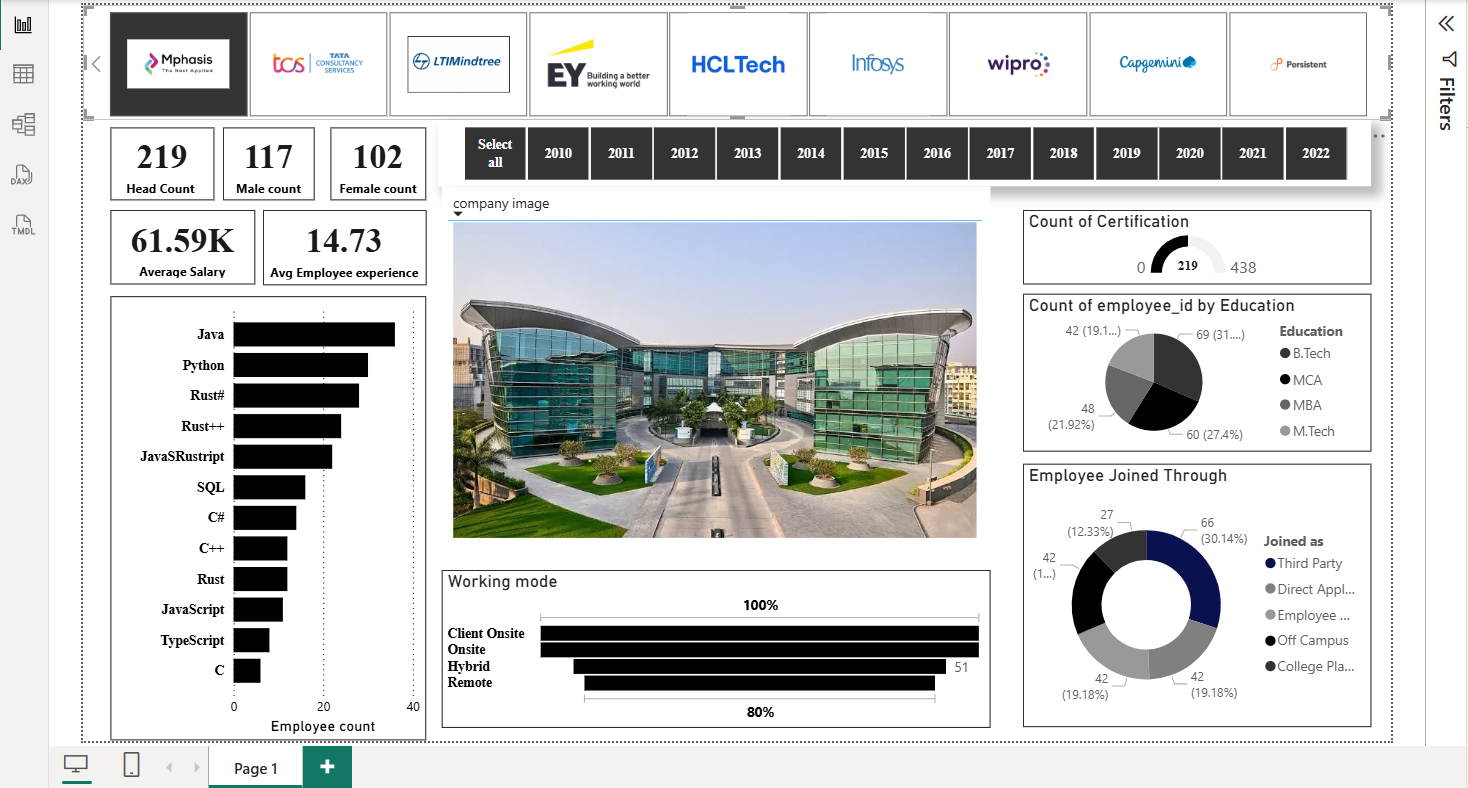 Mphasis
The Next Applied
tcs TATA
CONSULTANCY
SERVICES
LTIMindtree
EY Building a better
working world
HCLTech
Infosys
wipro
Capgemini
Persistent
Filters
219
Head Count
117
Male count
102
Female count
Select
all
2010
2011
2012
2013
2014
2015
2016
2017
2018
2019
2020
2021
2022
61.59K
Average Salary
14.73
Avg Employee experience
company image
Count of Certification
0
219
438
Count of employee_id by Education
42 (19.1...)
69 (31....)
48
(21.92%)
60 (27.4%)
Education
B.Tech
MCA
MBA
M.Tech
Java
Python
Rust#
Rust++
JavaSRustript
SQL
C#
C++
Rust
JavaScript
TypeScript
C
0
20
40
Employee count
Working mode
100%
Client Onsite
Onsite
Hybrid
51
Remote
80%
Employee Joined Through
27
(12.33%)
66
(30.14%)
42
(1...)
42
(19.18%)
42
(19.18%)
Joined as
Third Party
Direct Appl...
Employee ...
Off Campus
College Pla...
DAX
TMDL
Page 1